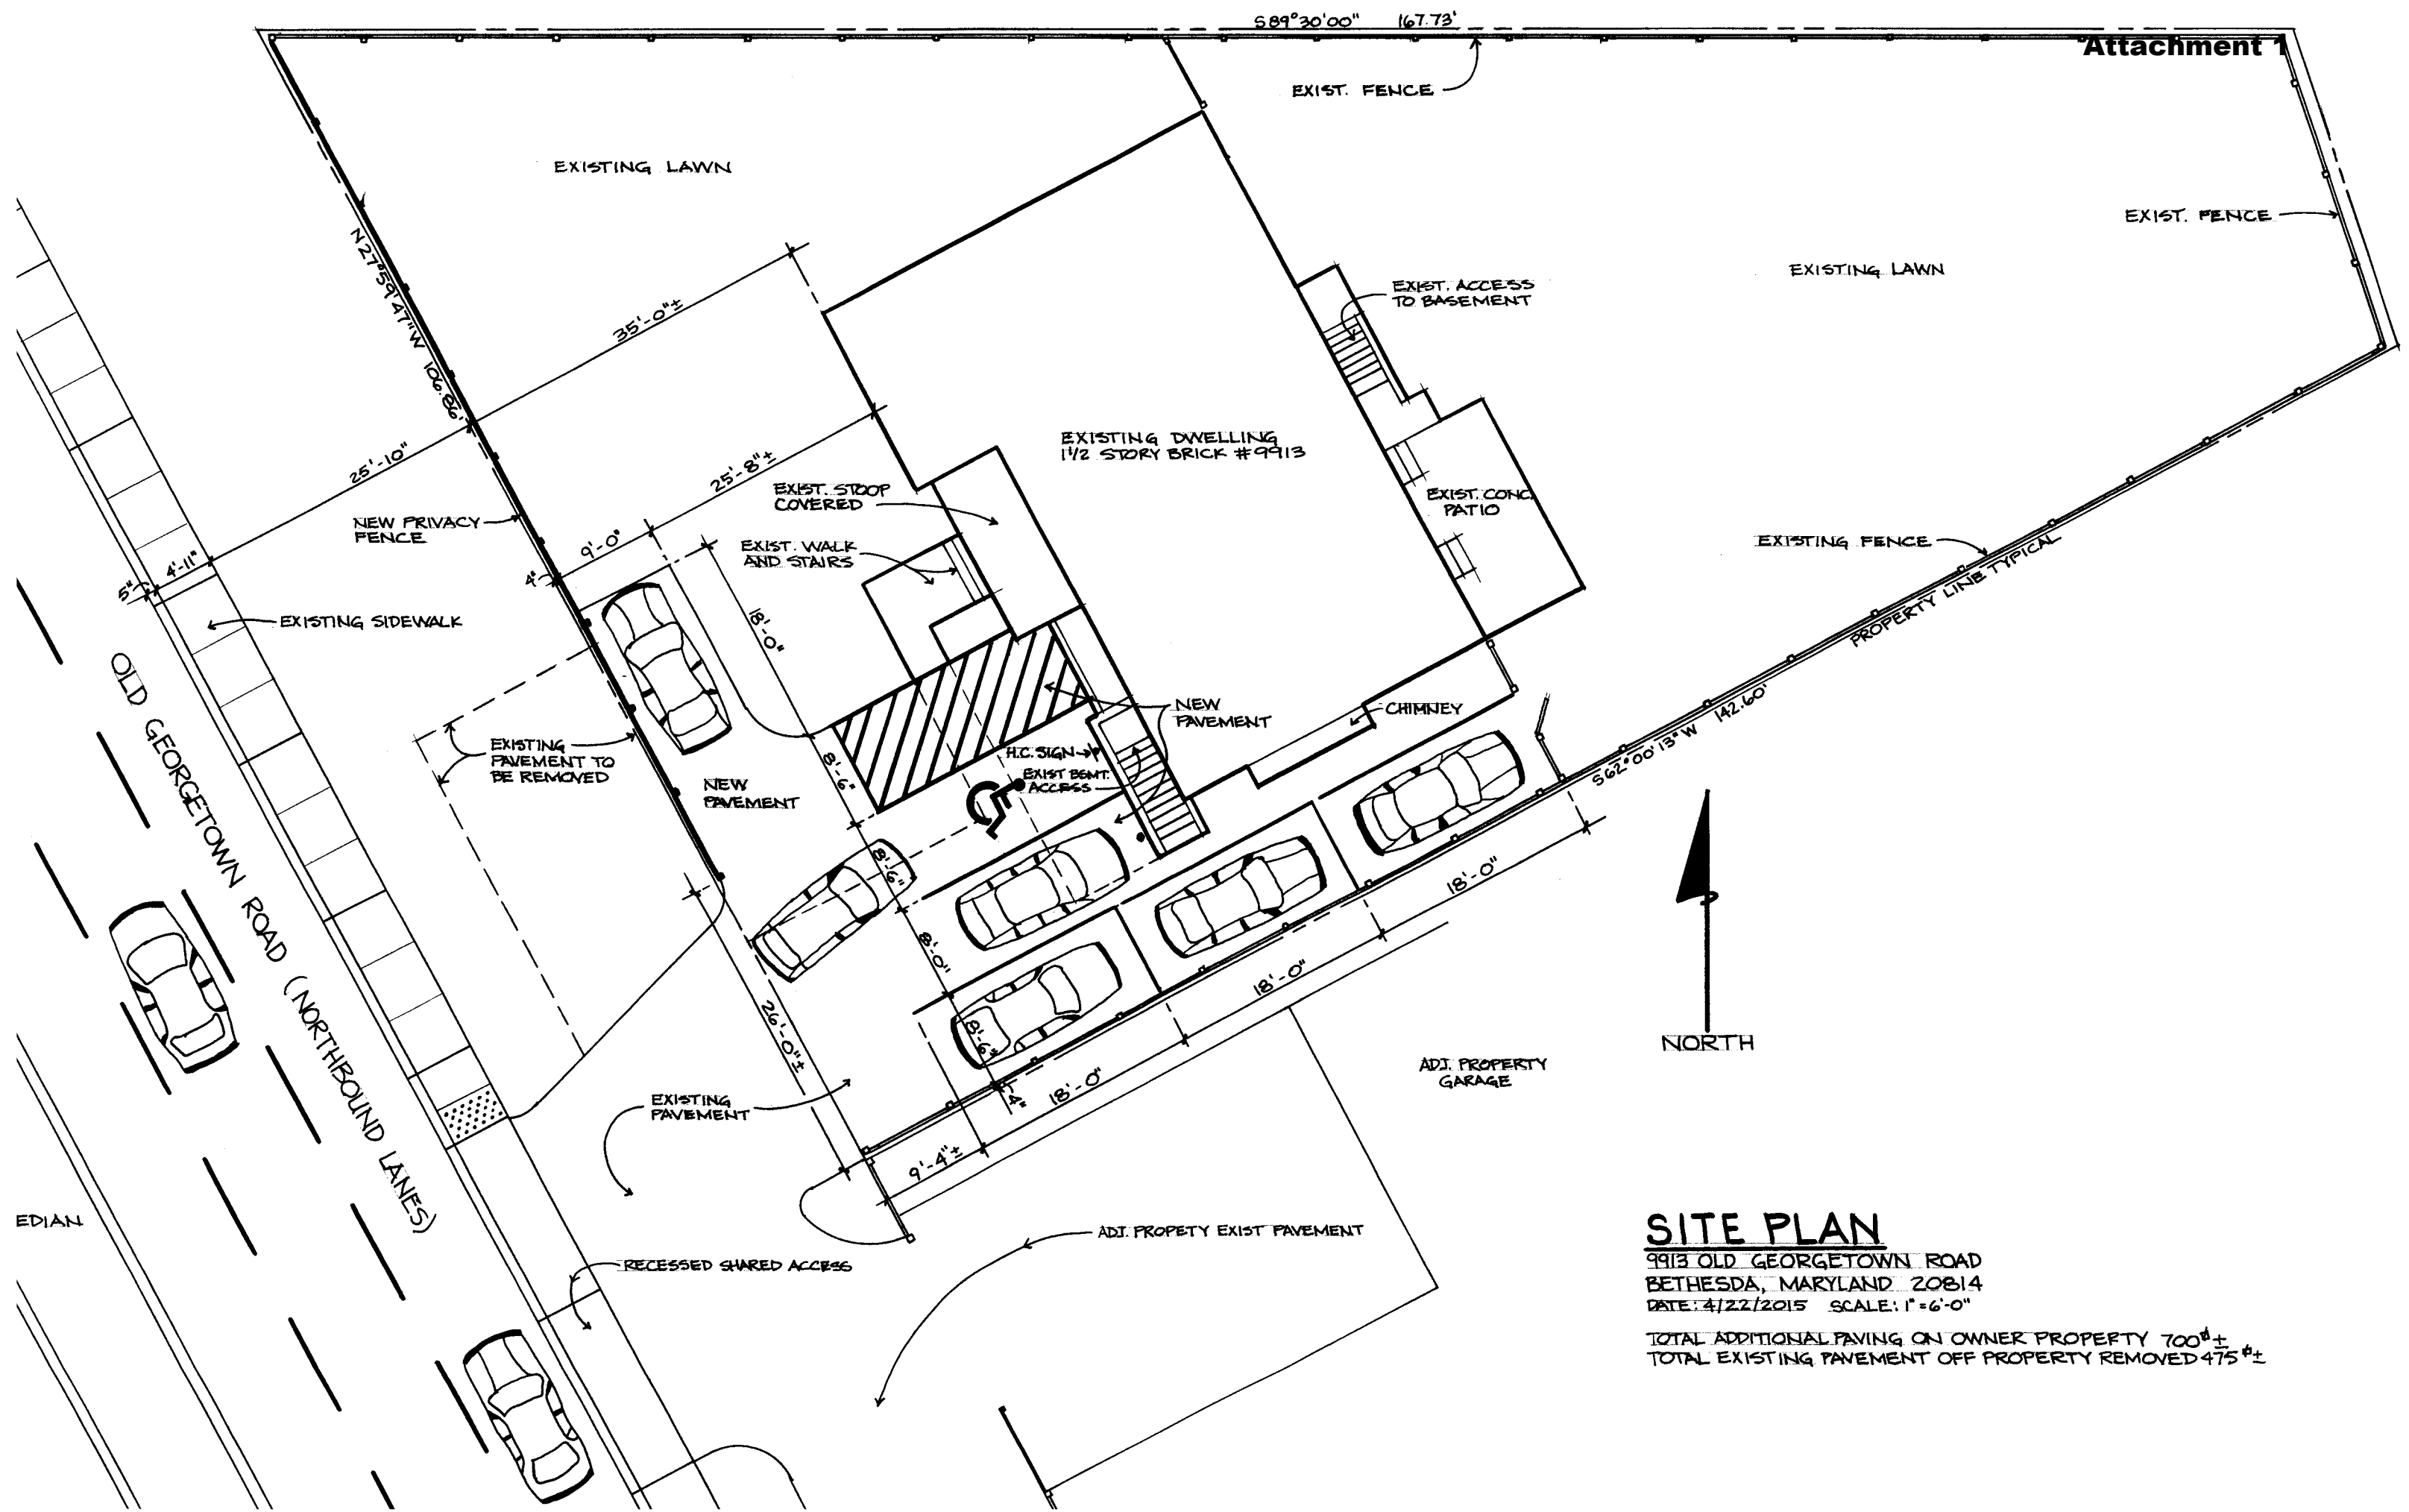 S89°30'00" 167.73'
Attachment 1
EXIST. FENCE
EXISTING LAWN
EXIST. FENCE
N27°59'47"W 106.86'
EXISTING LAWN
EXIST. ACCESS
TO BASEMENT
35'-0"±
EXISTING DWELLING
1 1/2 STORY BRICK #9913
25'-10"
25'-8"±
EXIST. STOOP
COVERED
EXIST. CONC.
PATIO
NEW PRIVACY
FENCE
9'-0"
EXIST. WALK
AND STAIRS
EXISTING FENCE
PROPERTY LINE TYPICAL
5"
4'-11"
4"
18'-0"
EXISTING SIDEWALK
OLD GEORGETOWN ROAD (NORTHBOUND LANES)
NEW
PAVEMENT
CHIMNEY
S62°00'13"W 142.60'
EXISTING
PAVEMENT TO
BE REMOVED
H.C. SIGN
EXIST BSMT.
ACCESS
8'-6"
NEW
PAVEMENT
8'-6"
18'-0"
8'-0"
18'-0"
26'-0"±
8'-6"
NORTH
ADJ. PROPERTY
GARAGE
4"
18'-0"
EXISTING
PAVEMENT
9'-4"±
EDIAN
ADJ. PROPETY EXIST PAVEMENT
RECESSED SHARED ACCESS
SITE PLAN
9913 OLD GEORGETOWN ROAD
BETHESDA, MARYLAND 20814
DATE: 4/22/2015 SCALE: 1"=6'-0"
TOTAL ADDITIONAL PAVING ON OWNER PROPERTY 700⌀±
TOTAL EXISTING PAVEMENT OFF PROPERTY REMOVED 475⌀±